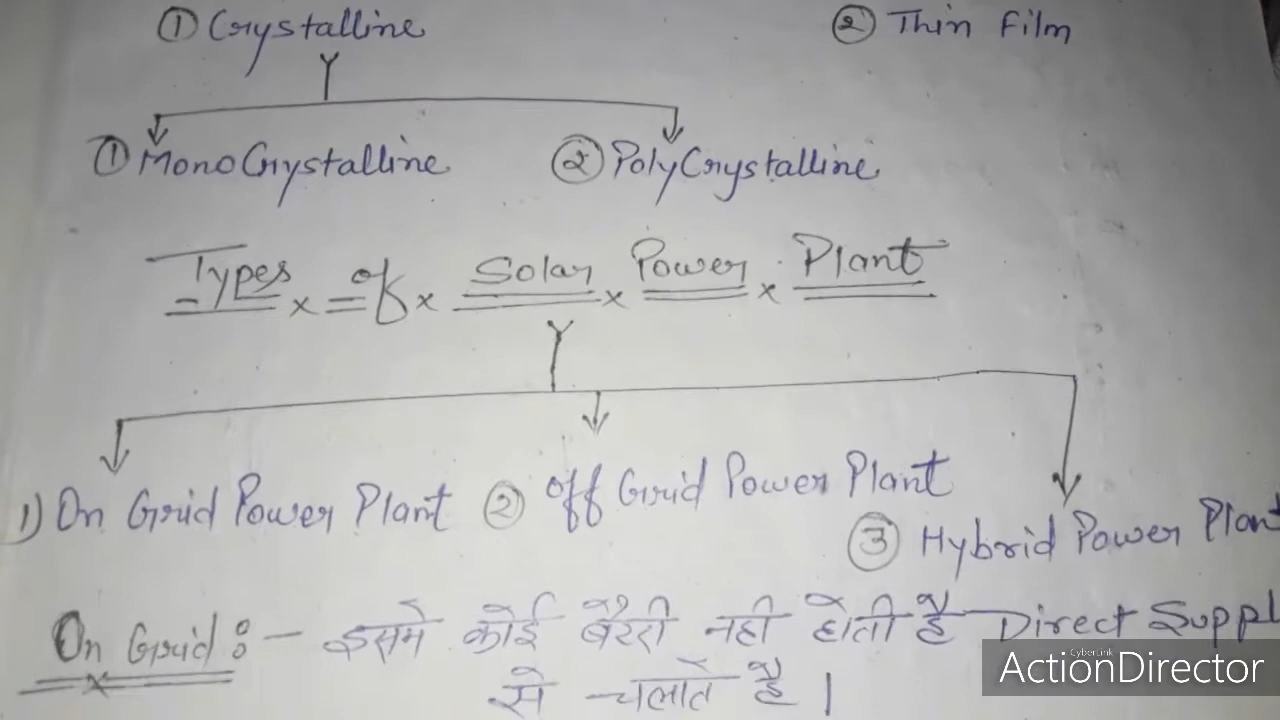 ① Crystalline ② Thin Film
① MonoCrystalline ② PolyCrystalline
Types of Solar Power Plant
1) On Grid Power Plant ② Off Grid Power Plant
③ Hybrid Power Plant
On Grid :- इसमे कोई बैटरी नही होती है Direct Suppl
से चलाते है।
CyberLink
ActionDirector